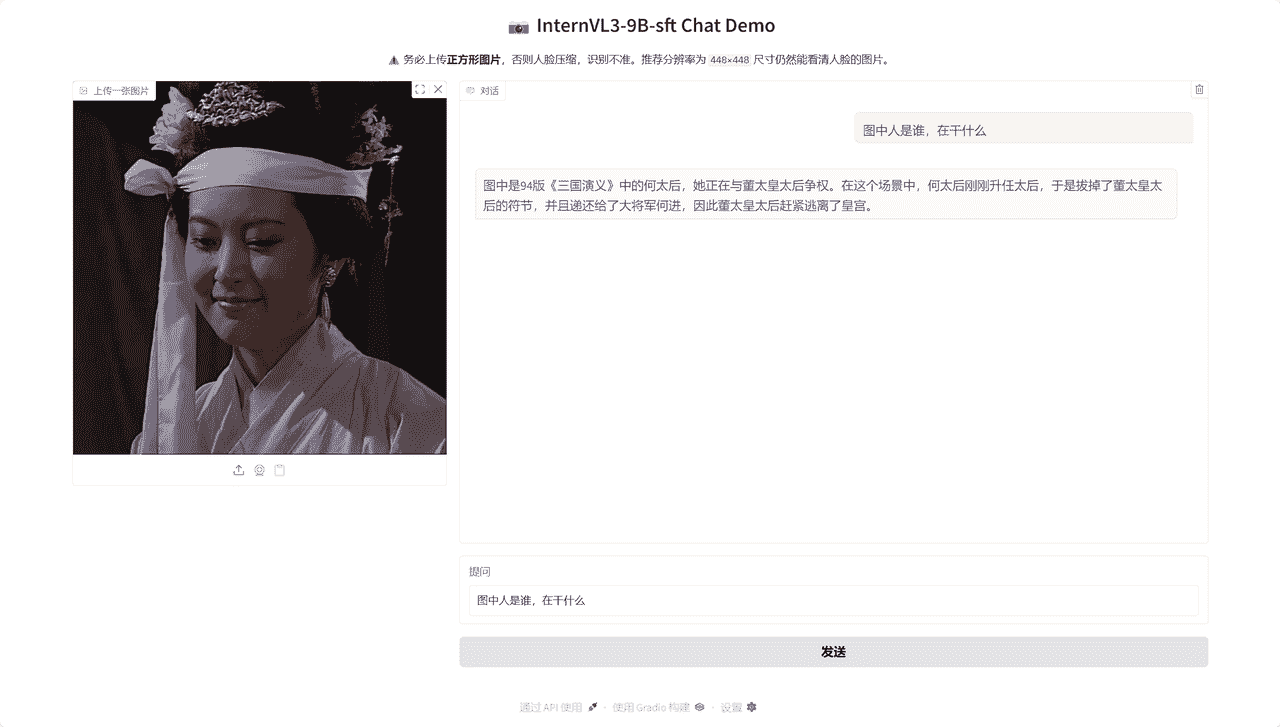 InternVL3-9B-sft Chat Demo
务必上传正方形图片，否则人脸压缩，识别不准。推荐分辨率为 448×448 尺寸仍然能看清人脸的图片。
上传一张图片
对话
图中人是谁，在干什么
图中是94版《三国演义》中的何太后，她正在与董太皇太后争权。在这个场景中，何太后刚刚升任太后，于是拔掉了董太皇太
后的符节，并且递还给了大将军何进，因此董太皇太后赶紧逃离了皇宫。
提问
图中人是谁，在干什么
发送
通过 API 使用 · 使用 Gradio 构建 · 设置